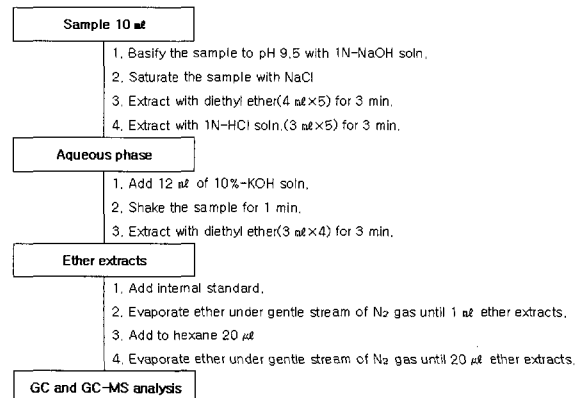 Sample 10 ㎖
1. Basify the sample to pH 9.5 with 1N-NaOH soln.
2. Saturate the sample with NaCl
3. Extract with diethyl ether(4 ㎖×5) for 3 min.
4. Extract with 1N-HCl soln.(3 ㎖×5) for 3 min.
Aqueous phase
1. Add 12 ㎖ of 10%-KOH soln.
2. Shake the sample for 1 min.
3. Extract with diethyl ether(3 ㎖×4) for 3 min.
Ether extracts
1. Add internal standard.
2. Evaporate ether under gentle stream of N₂ gas until 1 ㎖ ether extracts.
3. Add to hexane 20 ㎕
4. Evaporate ether under gentle stream of N₂ gas until 20 ㎕ ether extracts.
GC and GC-MS analysis